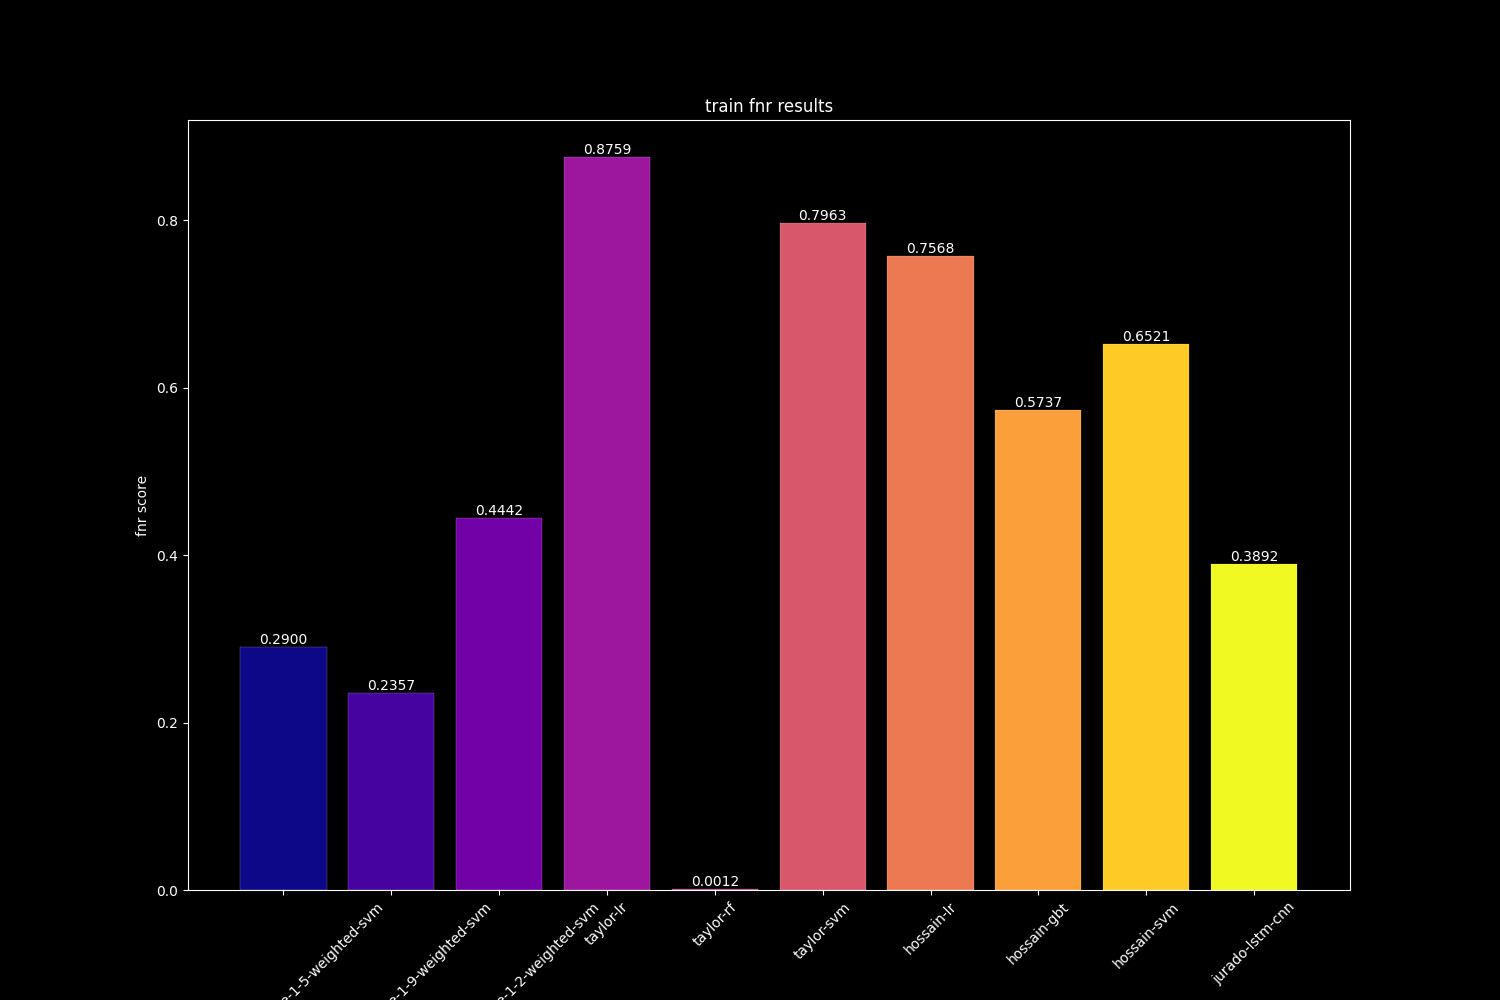 train fnr results
0.8759
0.7963
0.7568
0.6521
0.5737
0.4442
0.3892
0.2900
0.2357
0.0012
fnr score
0.8
0.6
0.4
0.2
0.0
-1-5-weighted-svm
-1-9-weighted-svm
-1-2-weighted-svm
taylor-lr
taylor-rf
taylor-svm
hossain-lr
hossain-gbt
hossain-svm
jurado-lstm-cnn